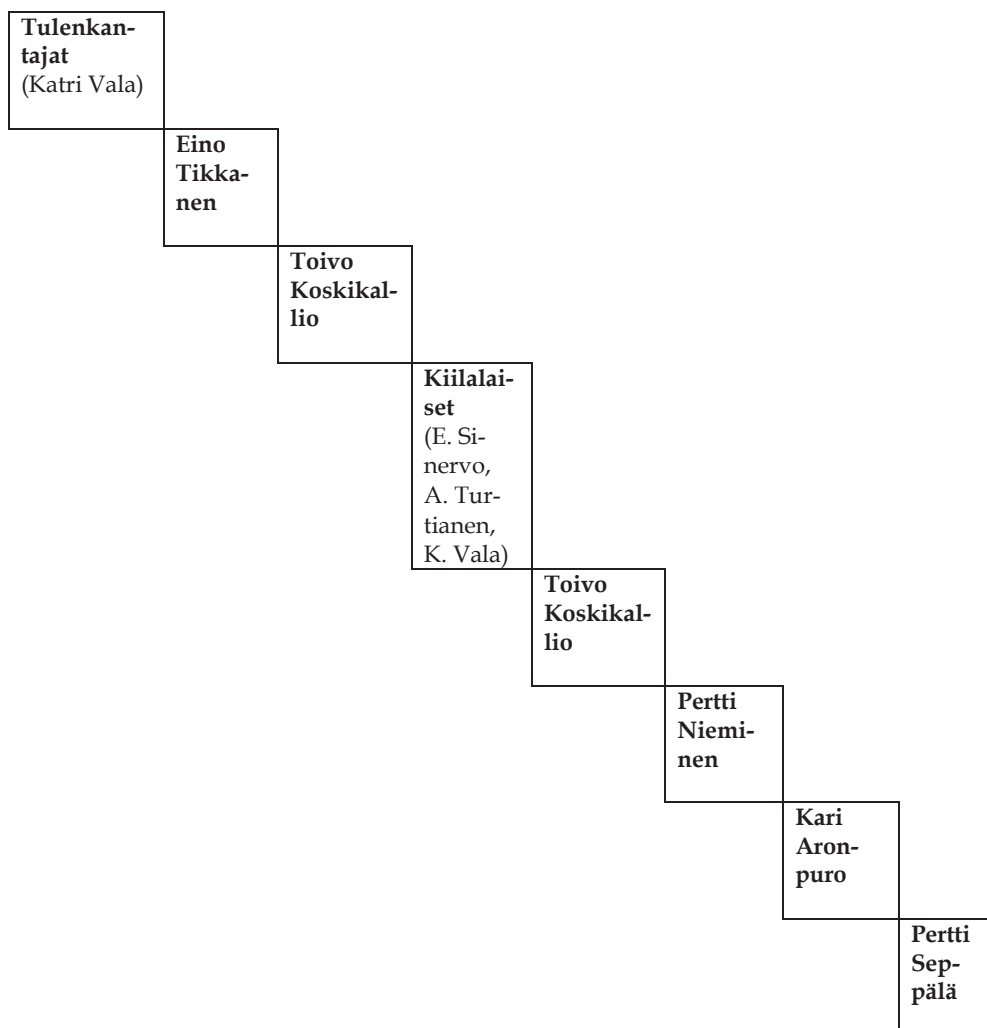 Tulenkan-
tajat
(Katri Vala)
Eino
Tikka-
nen
Toivo
Koskikal-
lio
Kiilalai-
set
(E. Si-
nervo,
A. Tur-
tianen,
K. Vala)
Toivo
Koskikal-
lio
Pertti
Niemi-
nen
Kari
Aron-
puro
Pertti
Sep-
pälä